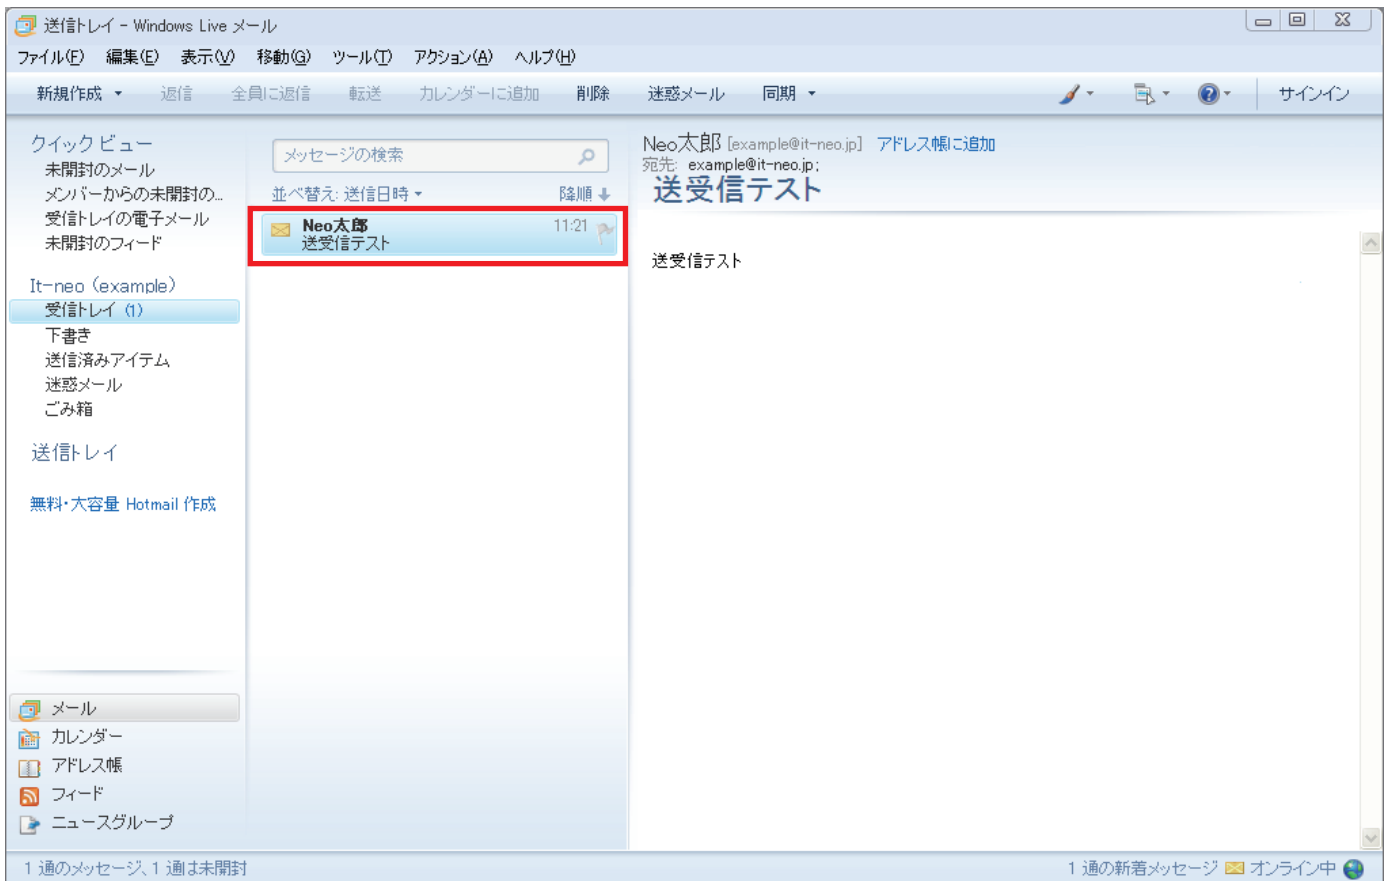 送信トレイ - Windows Live メール
ファイル(F) 編集(E) 表示(V) 移動(G) ツール(T) アクション(A) ヘルプ(H)
新規作成 返信 全員に返信 転送 カレンダーに追加 削除 迷惑メール 同期 サインイン
クイック ビュー
未開封のメール
メンバーからの未開封の...
受信トレイの電子メール
未開封のフィード
It-neo (example)
受信トレイ (1)
下書き
送信済みアイテム
迷惑メール
ごみ箱
送信トレイ
無料・大容量 Hotmail 作成
メール
カレンダー
アドレス帳
フィード
ニュースグループ
メッセージの検索
並べ替え: 送信日時 降順
Neo太郎 11:21
送受信テスト
Neo太郎 [example@it-neo.jp] アドレス帳に追加
宛先: example@it-neo.jp;
送受信テスト
送受信テスト
1 通のメッセージ、1 通は未開封
1 通の新着メッセージ オンライン中